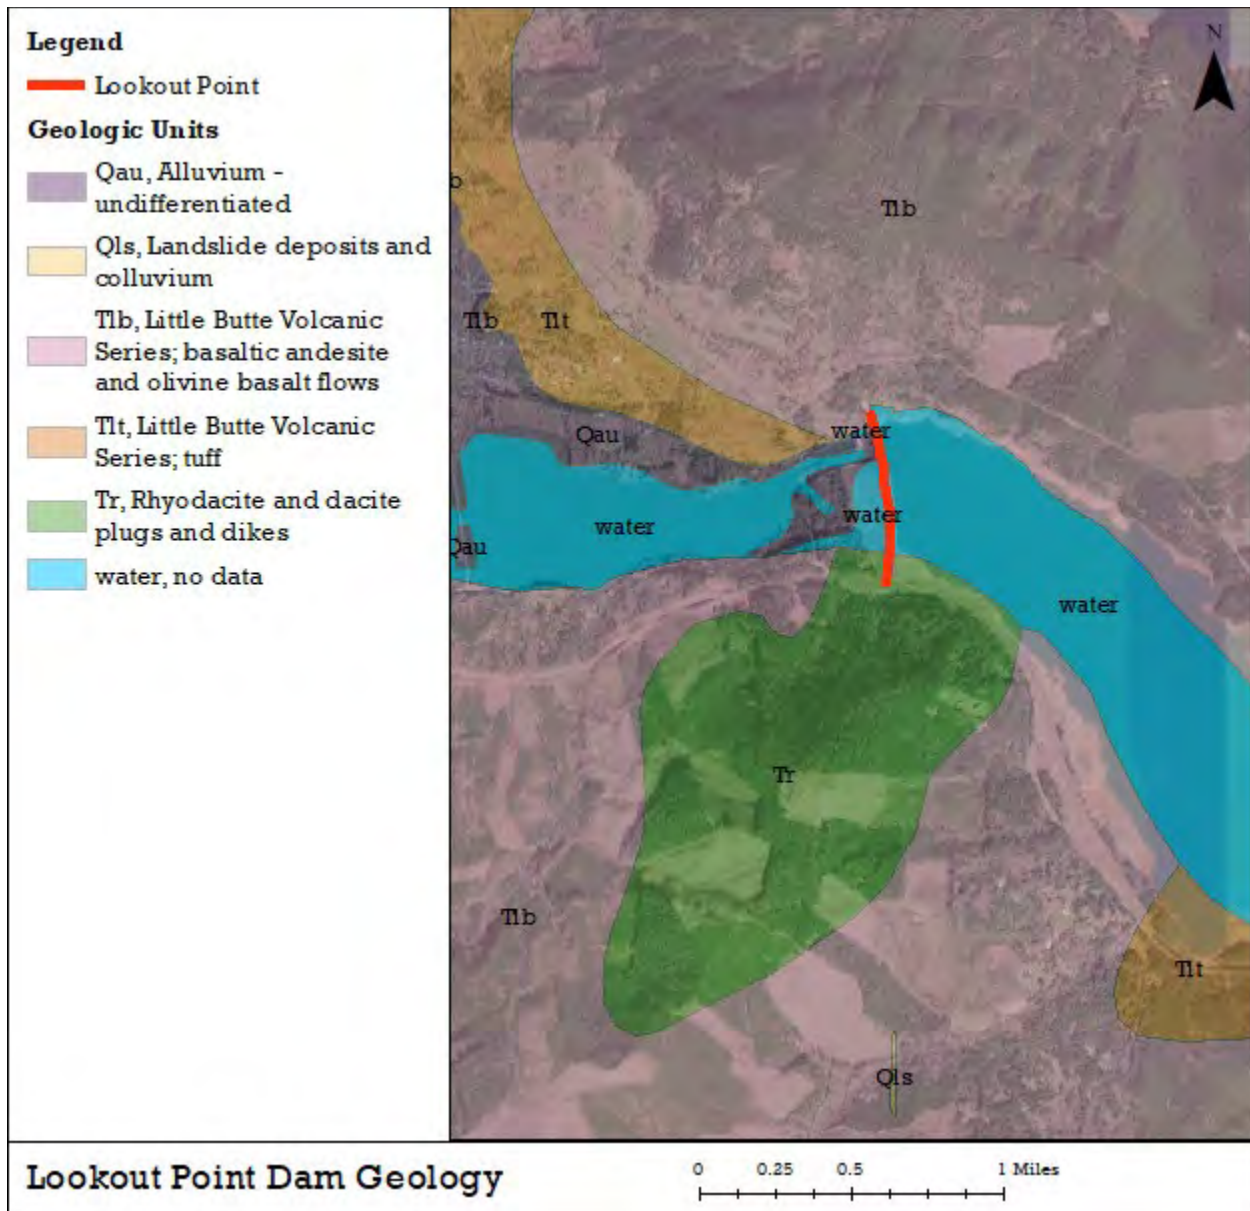 Legend
Lookout Point
Geologic Units
Qau, Alluvium -
undifferentiated
Qls, Landslide deposits and
colluvium
Tlb, Little Butte Volcanic
Series; basaltic andesite
and olivine basalt flows
Tlt, Little Butte Volcanic
Series; tuff
Tr, Rhyodacite and dacite
plugs and dikes
water, no data
N
b
Tlb
Tlb
Tlt
Qau
water
water
water
Qau
water
Tr
Tlb
Tlt
Qls
Lookout Point Dam Geology
0 0.25 0.5 1 Miles